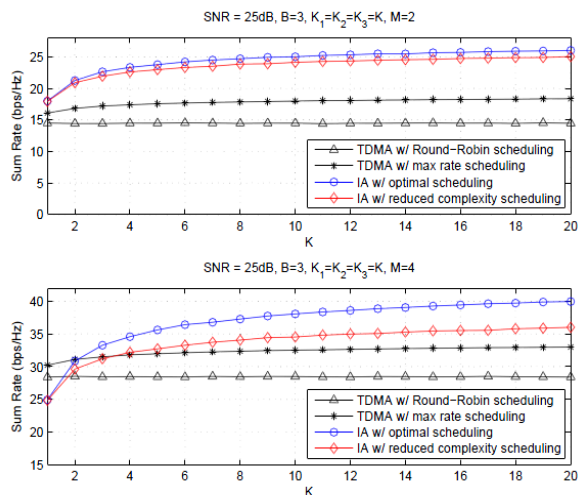 SNR = 25dB, B=3, K₁=K₂=K₃=K, M=2
Sum Rate (bps/Hz)
25
20
15
10
5
0
TDMA w/ Round-Robin scheduling
TDMA w/ max rate scheduling
IA w/ optimal scheduling
IA w/ reduced complexity scheduling
2 4 6 8 10 12 14 16 18 20
K
SNR = 25dB, B=3, K₁=K₂=K₃=K, M=4
Sum Rate (bps/Hz)
40
35
30
25
20
15
TDMA w/ Round-Robin scheduling
TDMA w/ max rate scheduling
IA w/ optimal scheduling
IA w/ reduced complexity scheduling
2 4 6 8 10 12 14 16 18 20
K